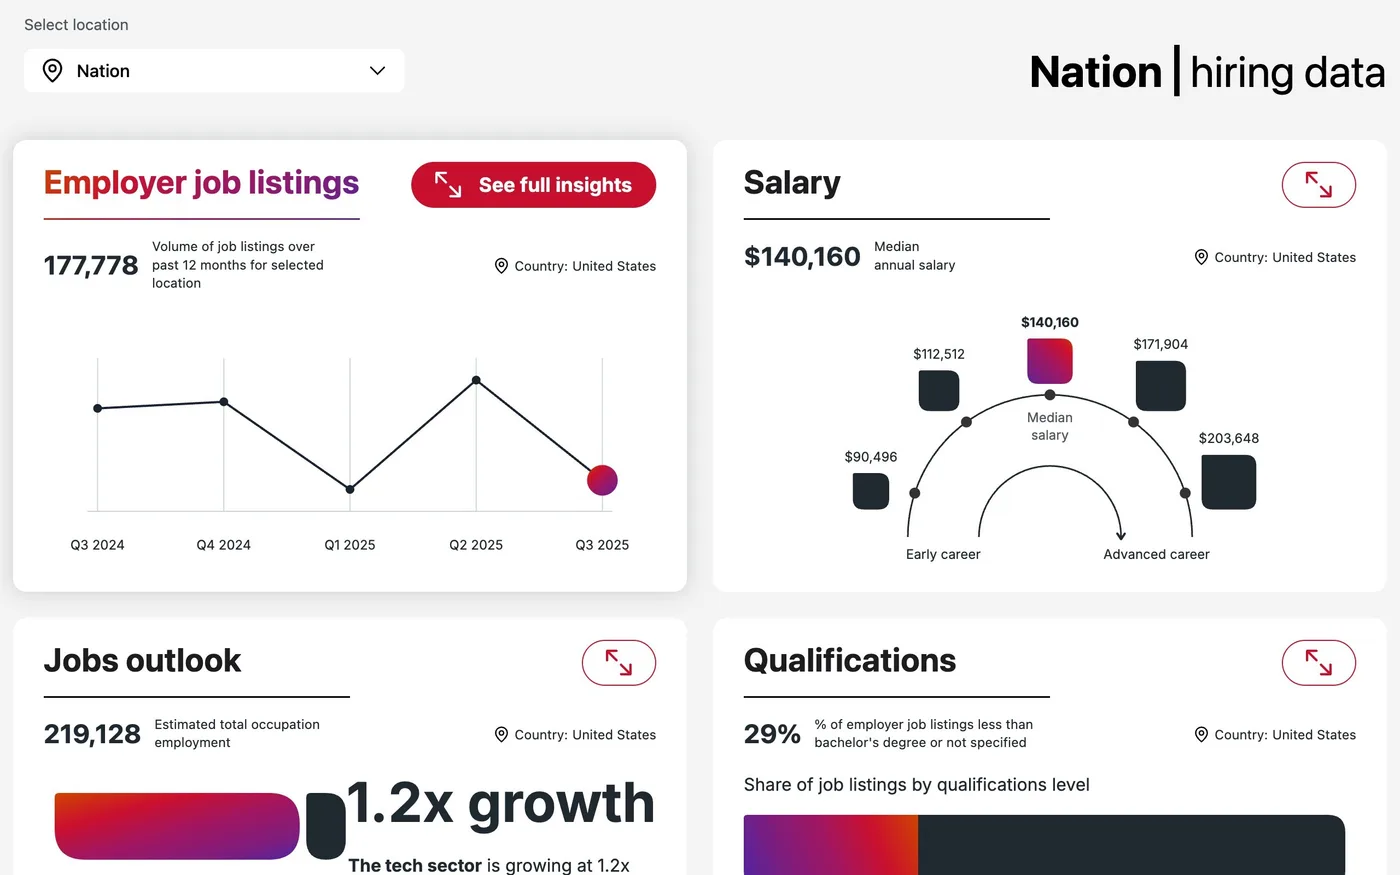 Select location
Nation
Nation | hiring data
Employer job listings
See full insights
177,778
Volume of job listings over
past 12 months for selected
location
Country: United States
Q3 2024
Q4 2024
Q1 2025
Q2 2025
Q3 2025
Salary
$140,160
Median
annual salary
Country: United States
$90,496
$112,512
$140,160
$171,904
$203,648
Median
salary
Early career
Advanced career
Jobs outlook
219,128
Estimated total occupation
employment
Country: United States
1.2x growth
The tech sector is growing at 1.2x
Qualifications
29%
% of employer job listings less than
bachelor's degree or not specified
Country: United States
Share of job listings by qualifications level